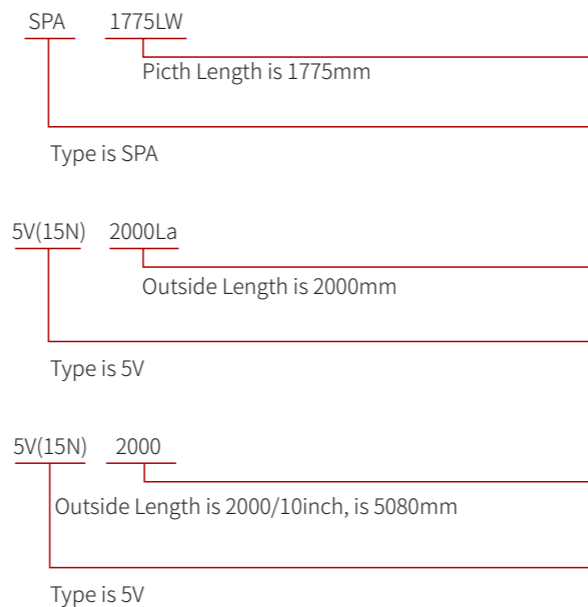 SPA 1775LW
Picth Length is 1775mm
Type is SPA
5V(15N) 2000La
Outside Length is 2000mm
Type is 5V
5V(15N) 2000
Outside Length is 2000/10inch, is 5080mm
Type is 5V